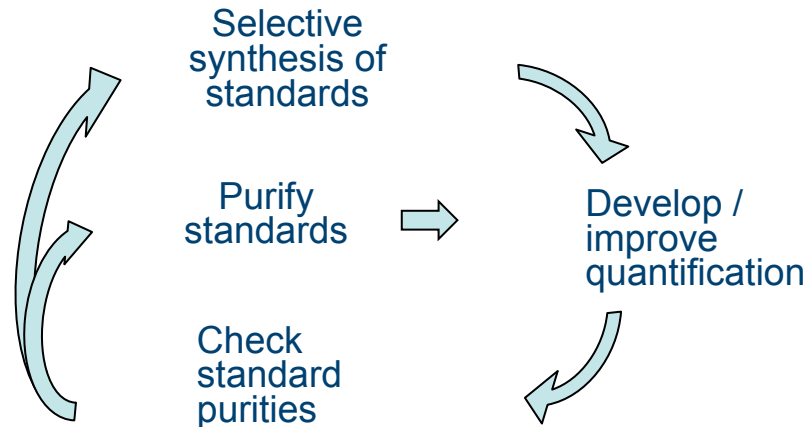 Selective
synthesis of
standards
Purify
standards
Develop /
improve
quantification
Check
standard
purities